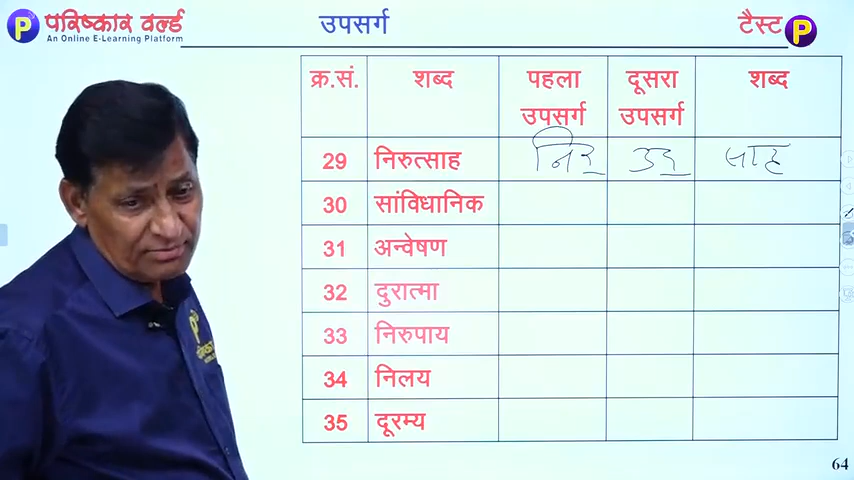 परिष्कार वर्ल्ड
An Online E-Learning Platform
उपसर्ग
टैस्ट
क्र.सं. शब्द पहला उपसर्ग दूसरा उपसर्ग शब्द
29 निरुत्साह निर् उद् साह
30 सांविधानिक
31 अन्वेषण
32 दुरात्मा
33 निरुपाय
34 निलय
35 दूरम्य
64